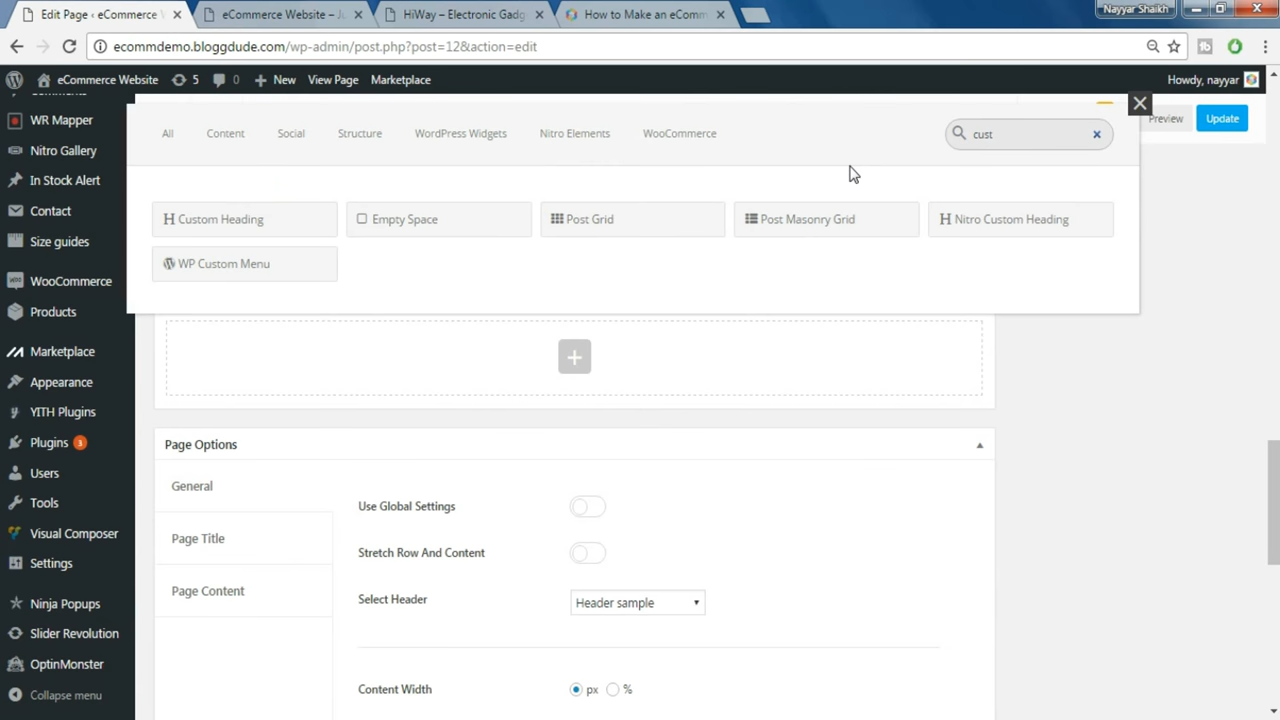 Edit Page ‹ eCommerce W
eCommerce Website – Ju
HiWay – Electronic Gadg
How to Make an eComm
Nayyar Shaikh
ecommdemo.bloggdude.com/wp-admin/post.php?post=12&action=edit
eCommerce Website
5
0
New
View Page
Marketplace
Howdy, nayyar
Comments
WR Mapper
Nitro Gallery
In Stock Alert
Contact
Size guides
WooCommerce
Products
Marketplace
Appearance
YITH Plugins
Plugins 3
Users
Tools
Visual Composer
Settings
Ninja Popups
Slider Revolution
OptinMonster
Collapse menu
All
Content
Social
Structure
WordPress Widgets
Nitro Elements
WooCommerce
cust
Preview
Update
Custom Heading
Empty Space
Post Grid
Post Masonry Grid
Nitro Custom Heading
WP Custom Menu
Page Options
General
Page Title
Page Content
Use Global Settings
Stretch Row And Content
Select Header
Header sample
Content Width
px
%